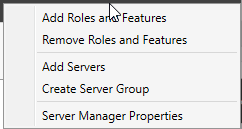 Add Roles and Features
Remove Roles and Features
Add Servers
Create Server Group
Server Manager Properties